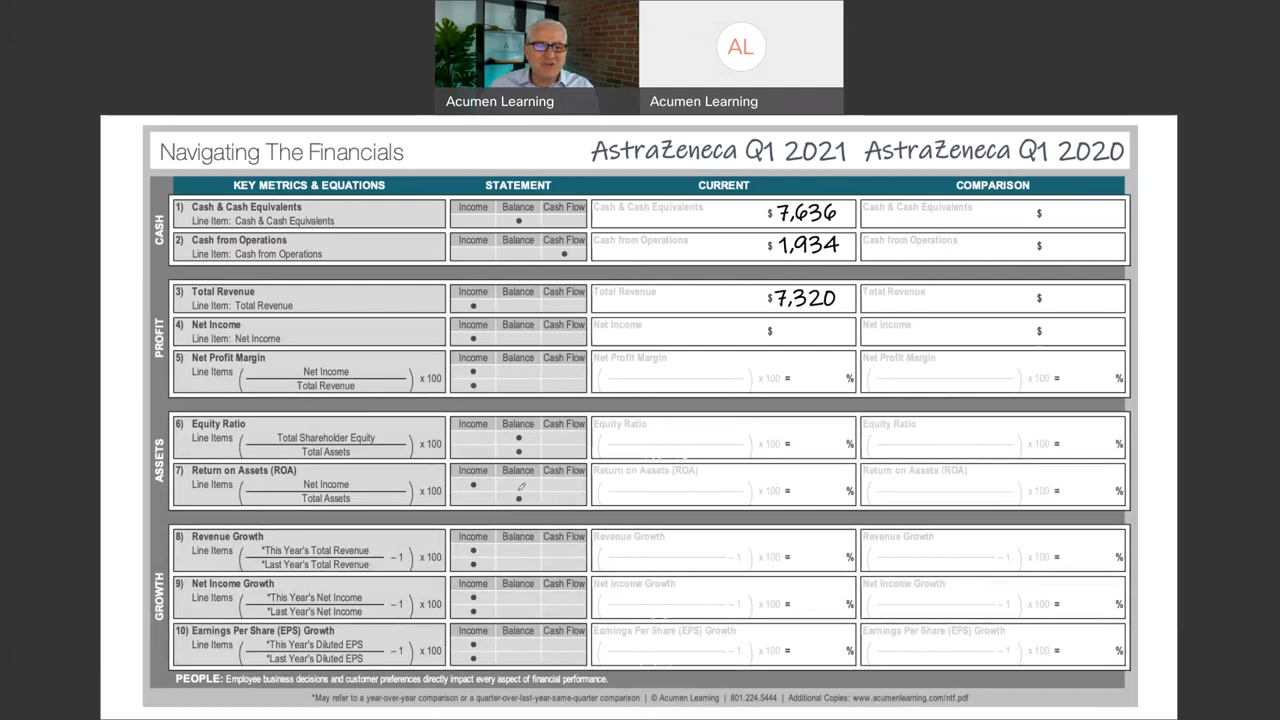 AL
Acumen Learning
Acumen Learning
Navigating The Financials AstraZeneca Q1 2021 AstraZeneca Q1 2020
KEY METRICS & EQUATIONS STATEMENT CURRENT COMPARISON
CASH
1) Cash & Cash Equivalents Income Balance Cash Flow Cash & Cash Equivalents $ 7,636 Cash & Cash Equivalents $
Line Item: Cash & Cash Equivalents
2) Cash from Operations Income Balance Cash Flow Cash from Operations $ 1,934 Cash from Operations $
Line Item: Cash from Operations
PROFIT
3) Total Revenue Income Balance Cash Flow Total Revenue $ 7,320 Total Revenue $
Line Item: Total Revenue
4) Net Income Income Balance Cash Flow Net Income $ Net Income $
Line Item: Net Income
5) Net Profit Margin Income Balance Cash Flow Net Profit Margin Net Profit Margin
Line Items ( Net Income / Total Revenue ) x 100 ( ) x 100 = % ( ) x 100 = %
ASSETS
6) Equity Ratio Income Balance Cash Flow Equity Ratio Equity Ratio
Line Items ( Total Shareholder Equity / Total Assets ) x 100 ( ) x 100 = % ( ) x 100 = %
7) Return on Assets (ROA) Income Balance Cash Flow Return on Assets (ROA) Return on Assets (ROA)
Line Items ( Net Income / Total Assets ) x 100 ( ) x 100 = % ( ) x 100 = %
GROWTH
8) Revenue Growth Income Balance Cash Flow Revenue Growth Revenue Growth
Line Items ( *This Year's Total Revenue / *Last Year's Total Revenue – 1 ) x 100 ( – 1 ) x 100 = % ( – 1 ) x 100 = %
9) Net Income Growth Income Balance Cash Flow Net Income Growth Net Income Growth
Line Items ( *This Year's Net Income / *Last Year's Net Income – 1 ) x 100 ( – 1 ) x 100 = % ( – 1 ) x 100 = %
10) Earnings Per Share (EPS) Growth Income Balance Cash Flow Earnings Per Share (EPS) Growth Earnings Per Share (EPS) Growth
Line Items ( *This Year's Diluted EPS / *Last Year's Diluted EPS – 1 ) x 100 ( – 1 ) x 100 = % ( – 1 ) x 100 = %
PEOPLE: Employee business decisions and customer preferences directly impact every aspect of financial performance.
*May refer to a year-over-year comparison or a quarter-over-last-year-same-quarter comparison | © Acumen Learning | 801.224.5444 | Additional Copies: www.acumenlearning.com/ntf.pdf